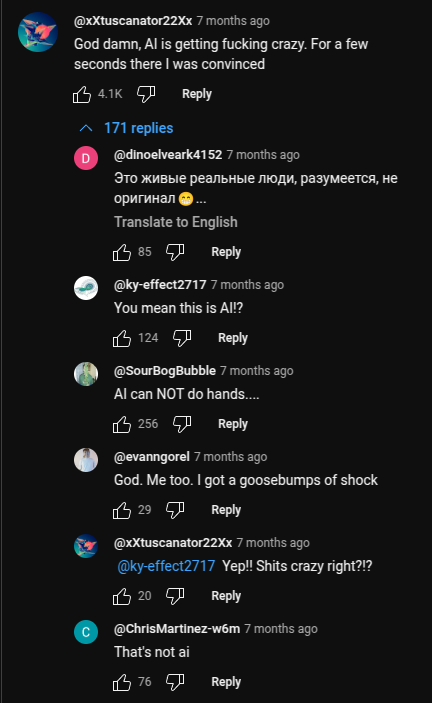 @xXtuscanator22Xx 7 months ago
God damn, AI is getting fucking crazy. For a few
seconds there I was convinced
4.1K Reply
171 replies
D
@dinoelveark4152 7 months ago
Это живые реальные люди, разумеется, не
оригинал😁...
Translate to English
85 Reply
@ky-effect2717 7 months ago
You mean this is AI!?
124 Reply
@SourBogBubble 7 months ago
AI can NOT do hands....
256 Reply
@evanngorel 7 months ago
God. Me too. I got a goosebumps of shock
29 Reply
@xXtuscanator22Xx 7 months ago
@ky-effect2717 Yep!! Shits crazy right?!?
20 Reply
C
@ChrisMartinez-w6m 7 months ago
That's not ai
76 Reply